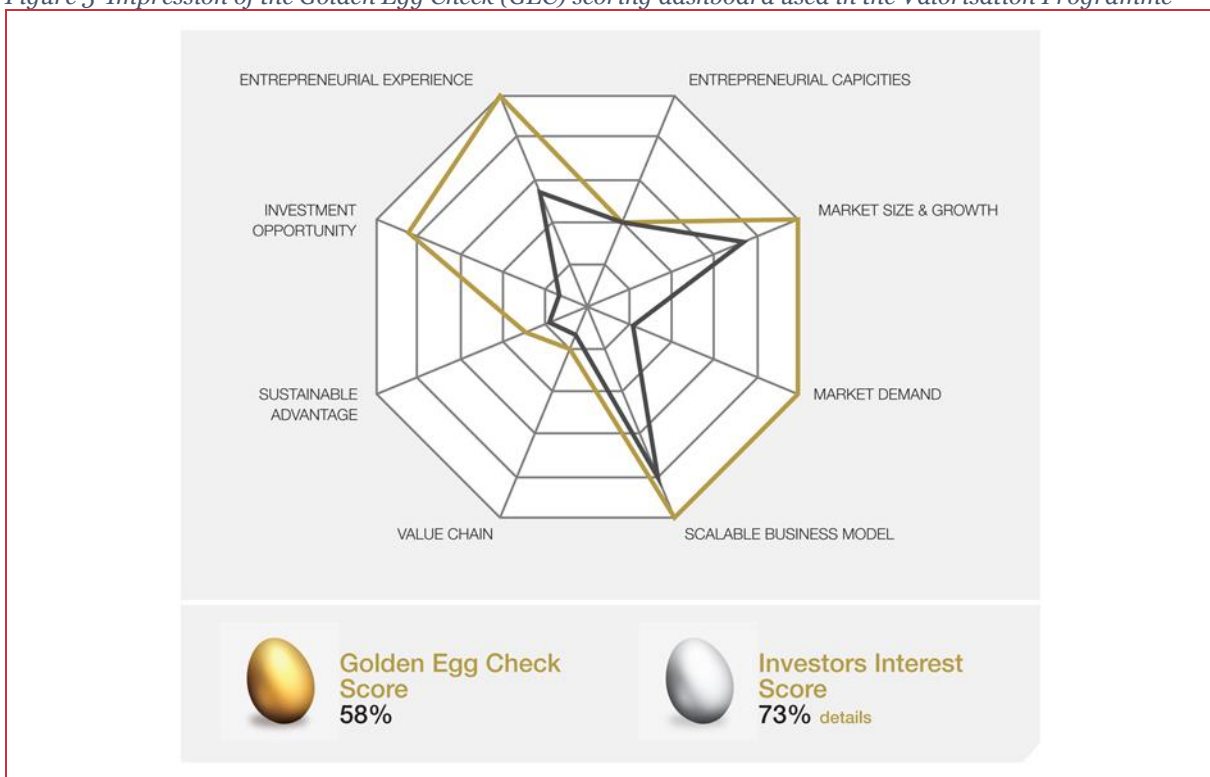 Figure 3 Impression of the Golden Egg Check (GEC) scoring dashboard used in the Valorisation Programme
ENTREPRENEURIAL EXPERIENCE
ENTREPRENEURIAL CAPICITIES
INVESTMENT
OPPORTUNITY
MARKET SIZE & GROWTH
SUSTAINABLE
ADVANTAGE
MARKET DEMAND
VALUE CHAIN
SCALABLE BUSINESS MODEL
Golden Egg Check
Score
58%
Investors Interest
Score
73% details